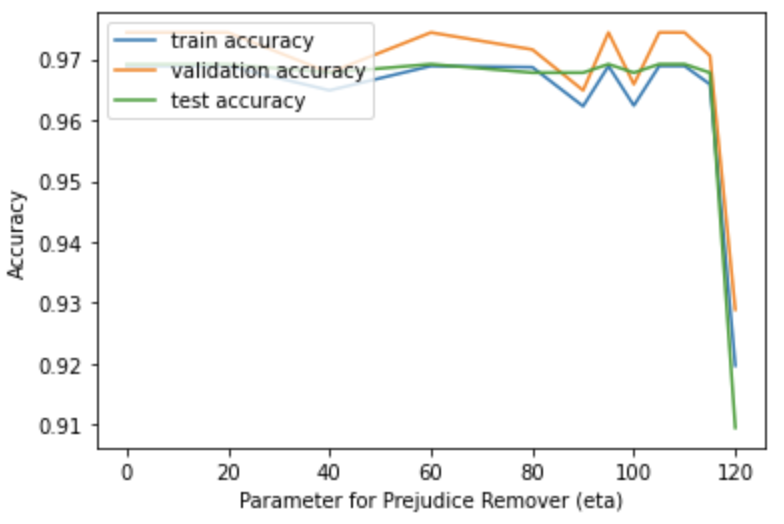 train accuracy
validation accuracy
test accuracy
0.97
0.96
0.95
0.94
0.93
0.92
0.91
Accuracy
0 20 40 60 80 100 120
Parameter for Prejudice Remover (eta)